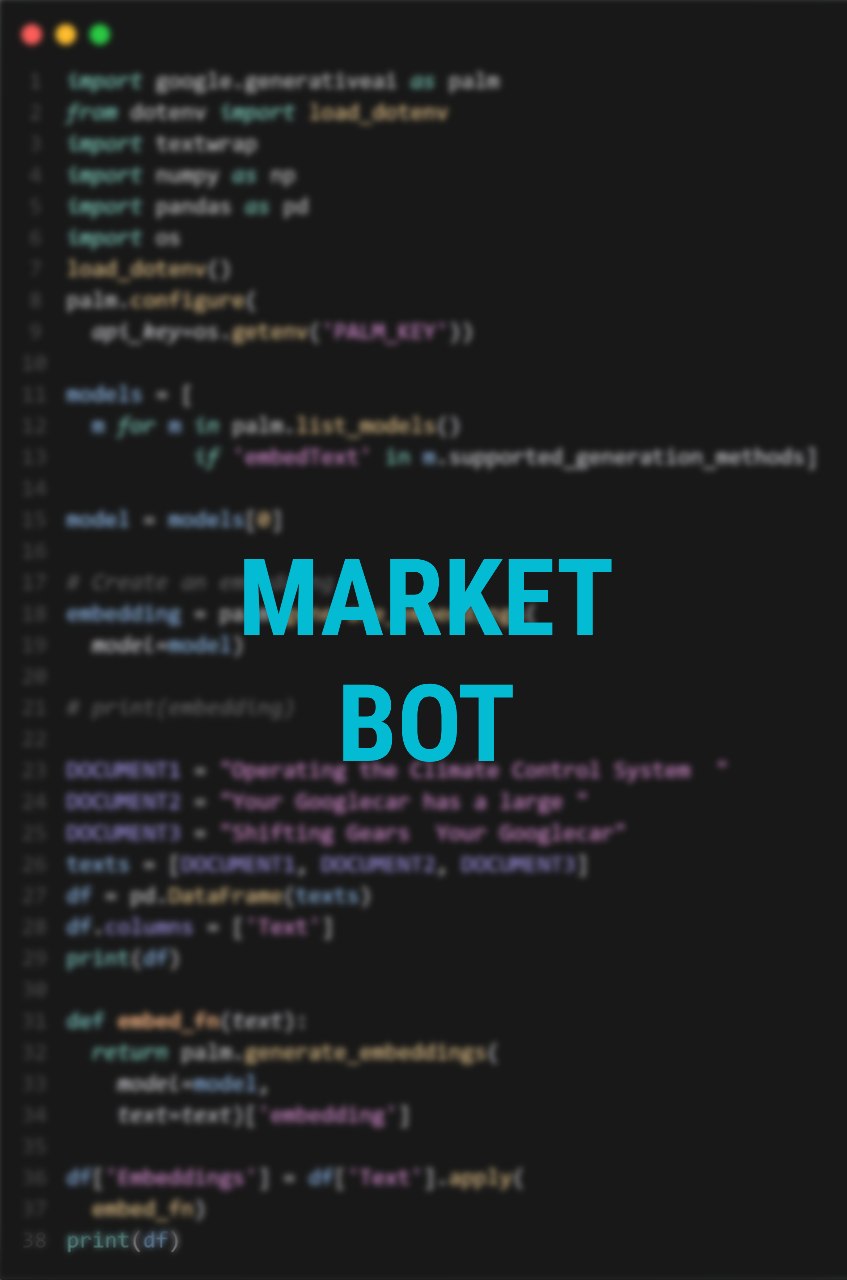 1 import google.generativeai as palm
2 from dotenv import load_dotenv
3 import textwrap
4 import numpy as np
5 import pandas as pd
6 import os
7 load_dotenv()
8 palm.configure(
9 api_key=os.getenv('PALM_KEY'))
10
11 models = [
12 m for m in palm.list_models()
13 if 'embedText' in m.supported_generation_methods]
14
15 model = models[0]
16
MARKET
17 # Create an
18 embedding =
19 model=model)
20
21 # print(embedding)
22
BOT
23 DOCUMENT1 = "Operating the Climate Control System "
24 DOCUMENT2 = "Your Googlecar has a large "
25 DOCUMENT3 = "Shifting Gears Your Googlecar"
26 texts = [DOCUMENT1, DOCUMENT2, DOCUMENT3]
27 df = pd.DataFrame(texts)
28 df.columns = ['Text']
29 print(df)
30
31 def embed_fn(text):
32 return palm.generate_embeddings(
33 model=model,
34 text=text)['embedding']
35
36 df['Embeddings'] = df['Text'].apply(
37 embed_fn)
38 print(df)